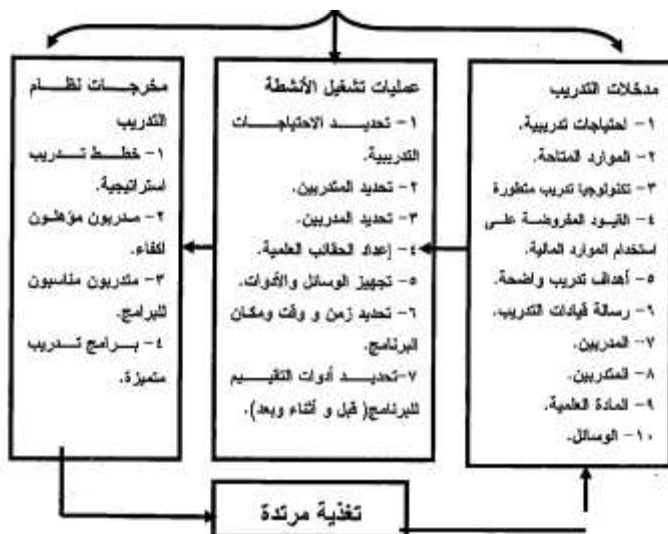 مدخلات التدريب
١- احتياجات تدريبية.
٢- الموارد المتاحة.
٣- تكنولوجيا تدريب متطورة
٤- القيود المفروضة على
استخدام الموارد المالية.
٥- أهداف تدريب واضحة.
٦- رسالة قيادات التدريب.
٧- المدربين.
٨- المتدربين.
٩- المادة العلمية.
١٠- الوسائل.
عمليات تشغيل الأنشطة
١- تحديد الاحتياجات
التدريبية.
٢- تحديد المتدربين.
٣- تحديد المدربين.
٤- إعداد الحقائب العلمية.
٥- تجهيز الوسائل والأدوات.
٦- تحديد زمن و وقت ومكان
البرنامج.
٧- تحديد أدوات التقييم
للبرنامج( قبل و أثناء وبعد).
مخرجات نظام
التدريب
١- خطط تدريب
استراتيجية.
٢- مدربون مؤهلون
اكفاء.
٣- متدربون مناسبون
للبرامج.
٤- برامج تدريب
متميزة.
تغذية مرتدة